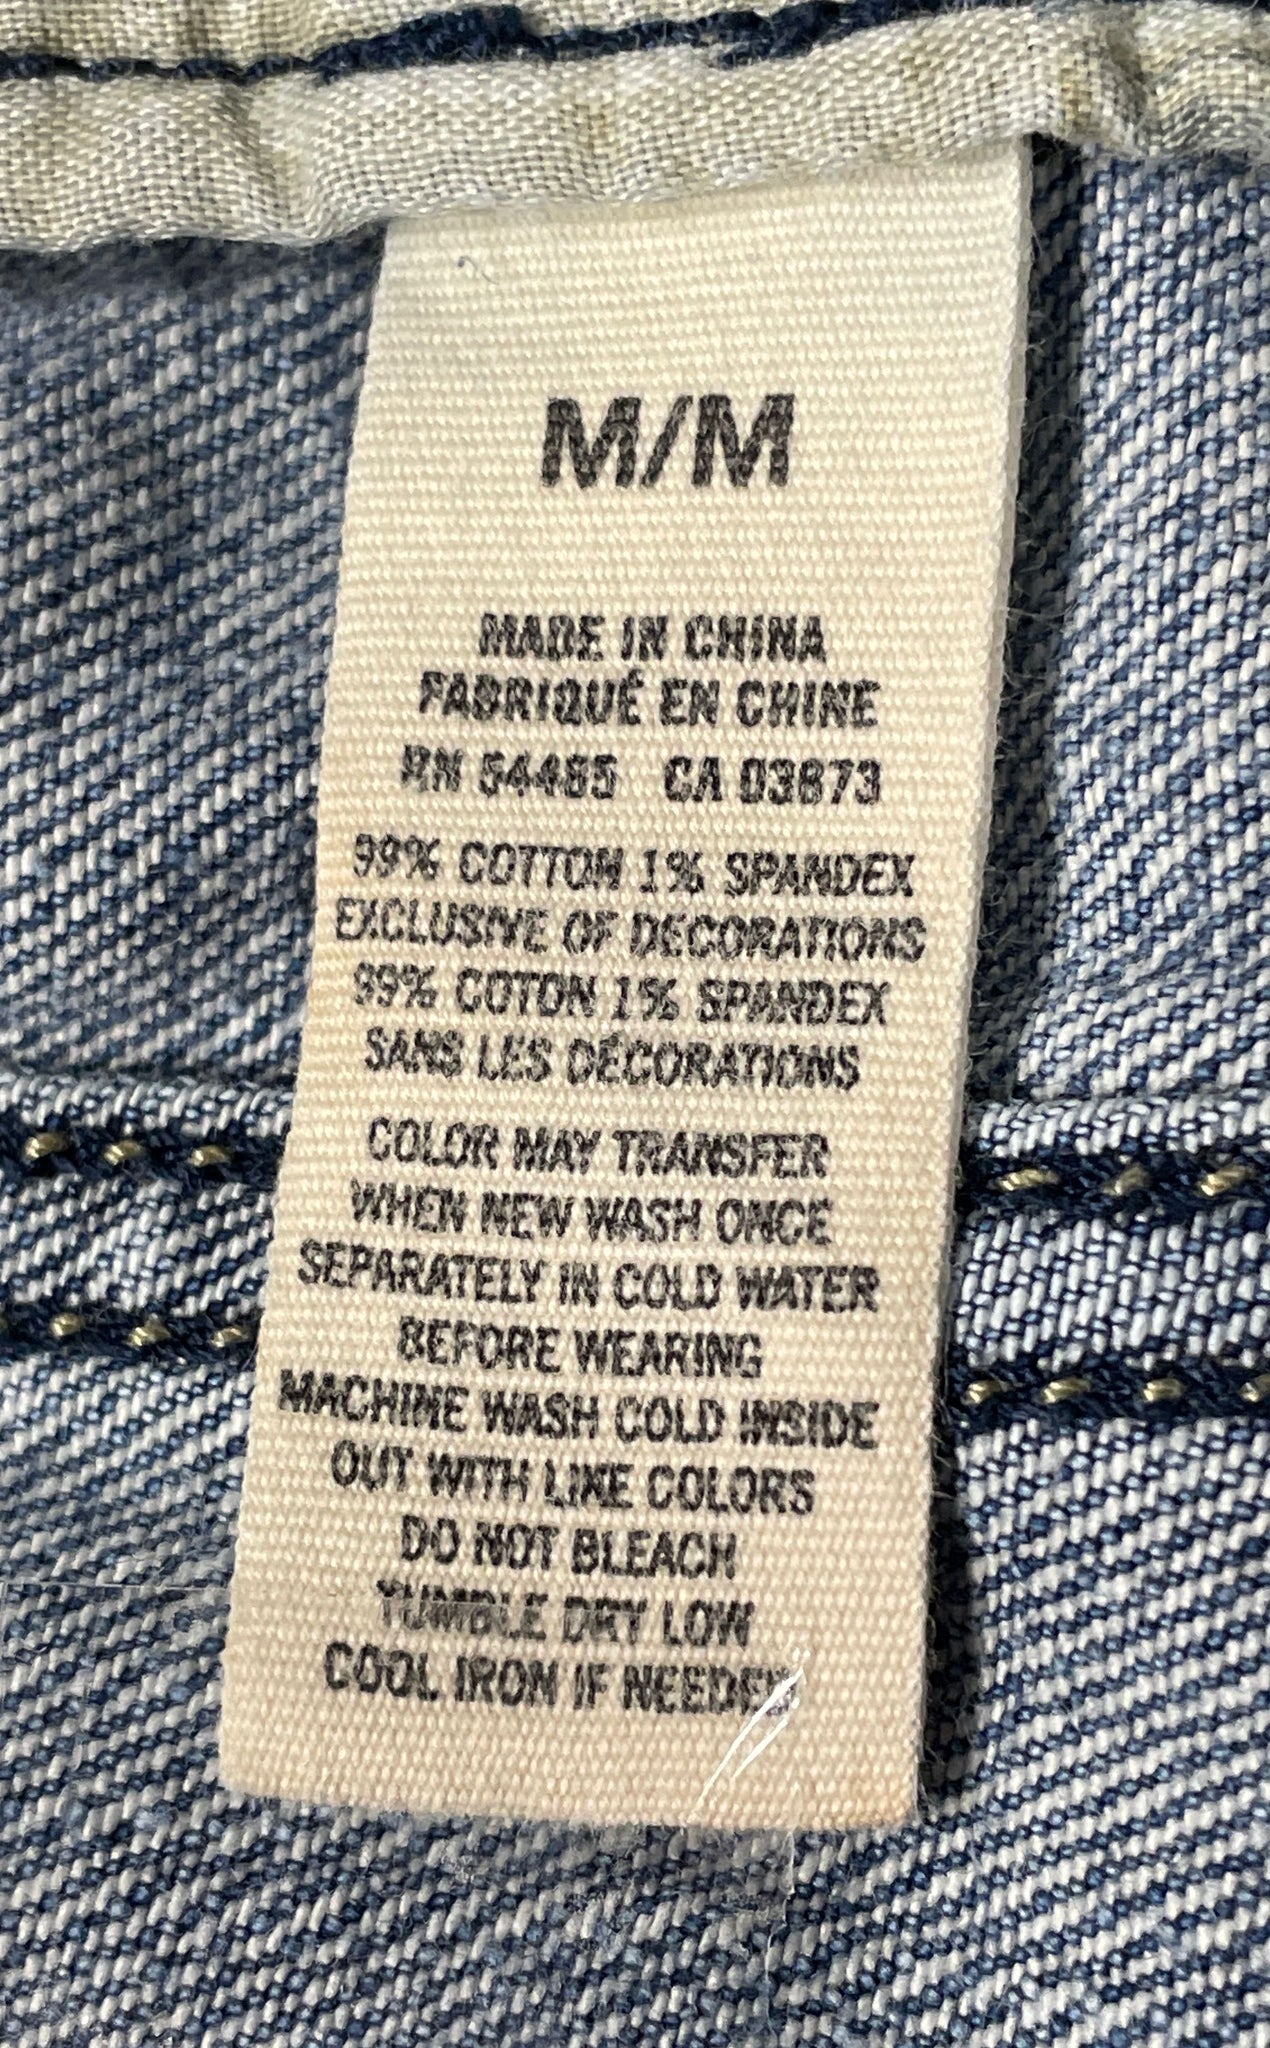 M/M
MADE IN CHINA
FABRIQUÉ EN CHINE
RN 54485 CA 03873
99% COTTON 1% SPANDEX
EXCLUSIVE OF DECORATIONS
99% COTON 1% SPANDEX
SANS LES DÉCORATIONS
COLOR MAY TRANSFER
WHEN NEW WASH ONCE
SEPARATELY IN COLD WATER
BEFORE WEARING
MACHINE WASH COLD INSIDE
OUT WITH LIKE COLORS
DO NOT BLEACH
TUMBLE DRY LOW
COOL IRON IF NEEDED